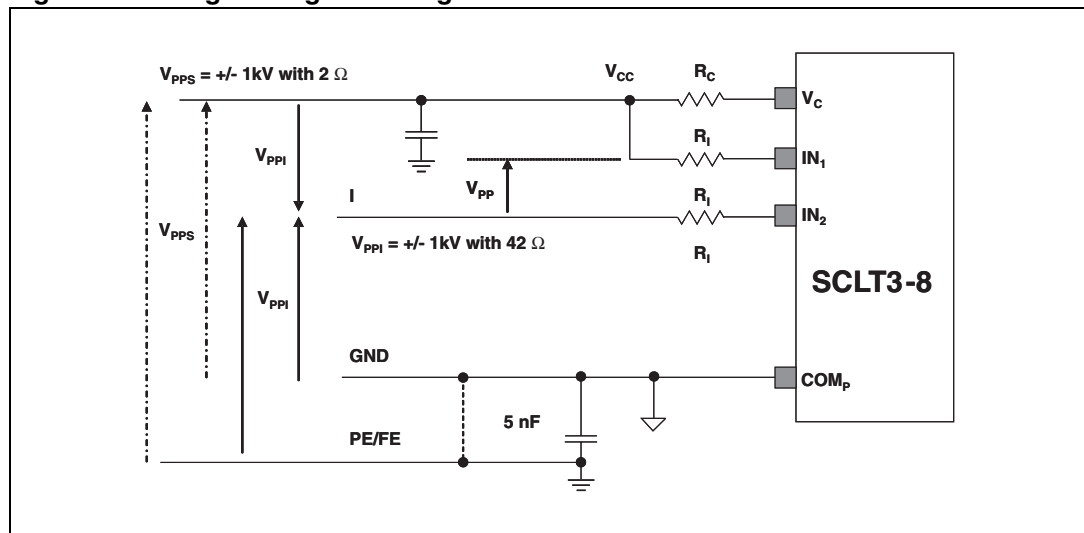 V_PPS = +/- 1kV with 2 Ω
V_CC
R_C
V_C
V_PPI
R_I
IN_1
V_PP
I
R_I
IN_2
V_PPS
V_PPI = +/- 1kV with 42 Ω
R_I
SCLT3-8
V_PPI
GND
COM_P
5 nF
PE/FE